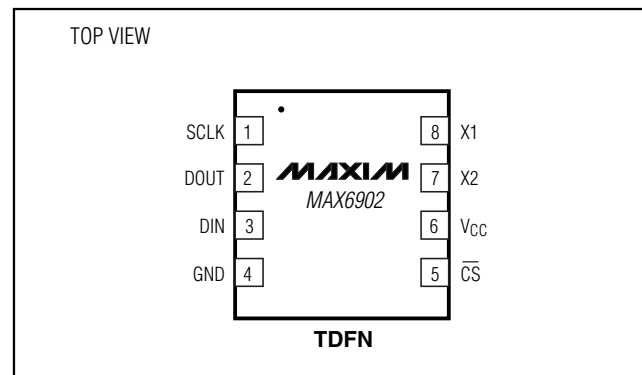 TOP VIEW
SCLK 1 8 X1
DOUT 2 MAXIM 7 X2
MAX6902
DIN 3 6 VCC
GND 4 5 C̅S̅
TDFN